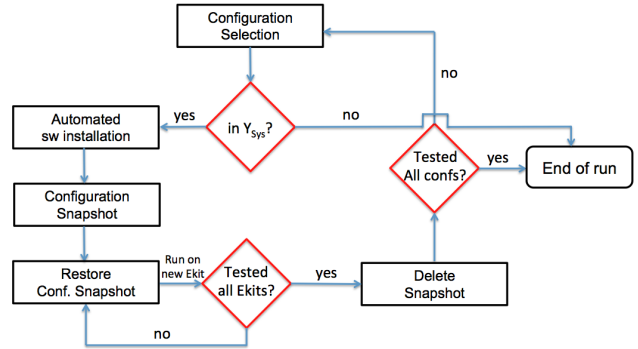 Configuration
Selection
no
yes
in Y_Sys?
no
Automated
sw installation
Tested
All confs?
yes
End of run
Configuration
Snapshot
Restore
Conf. Snapshot
Run on
new Ekit
Tested
all Ekits?
yes
Delete
Snapshot
no